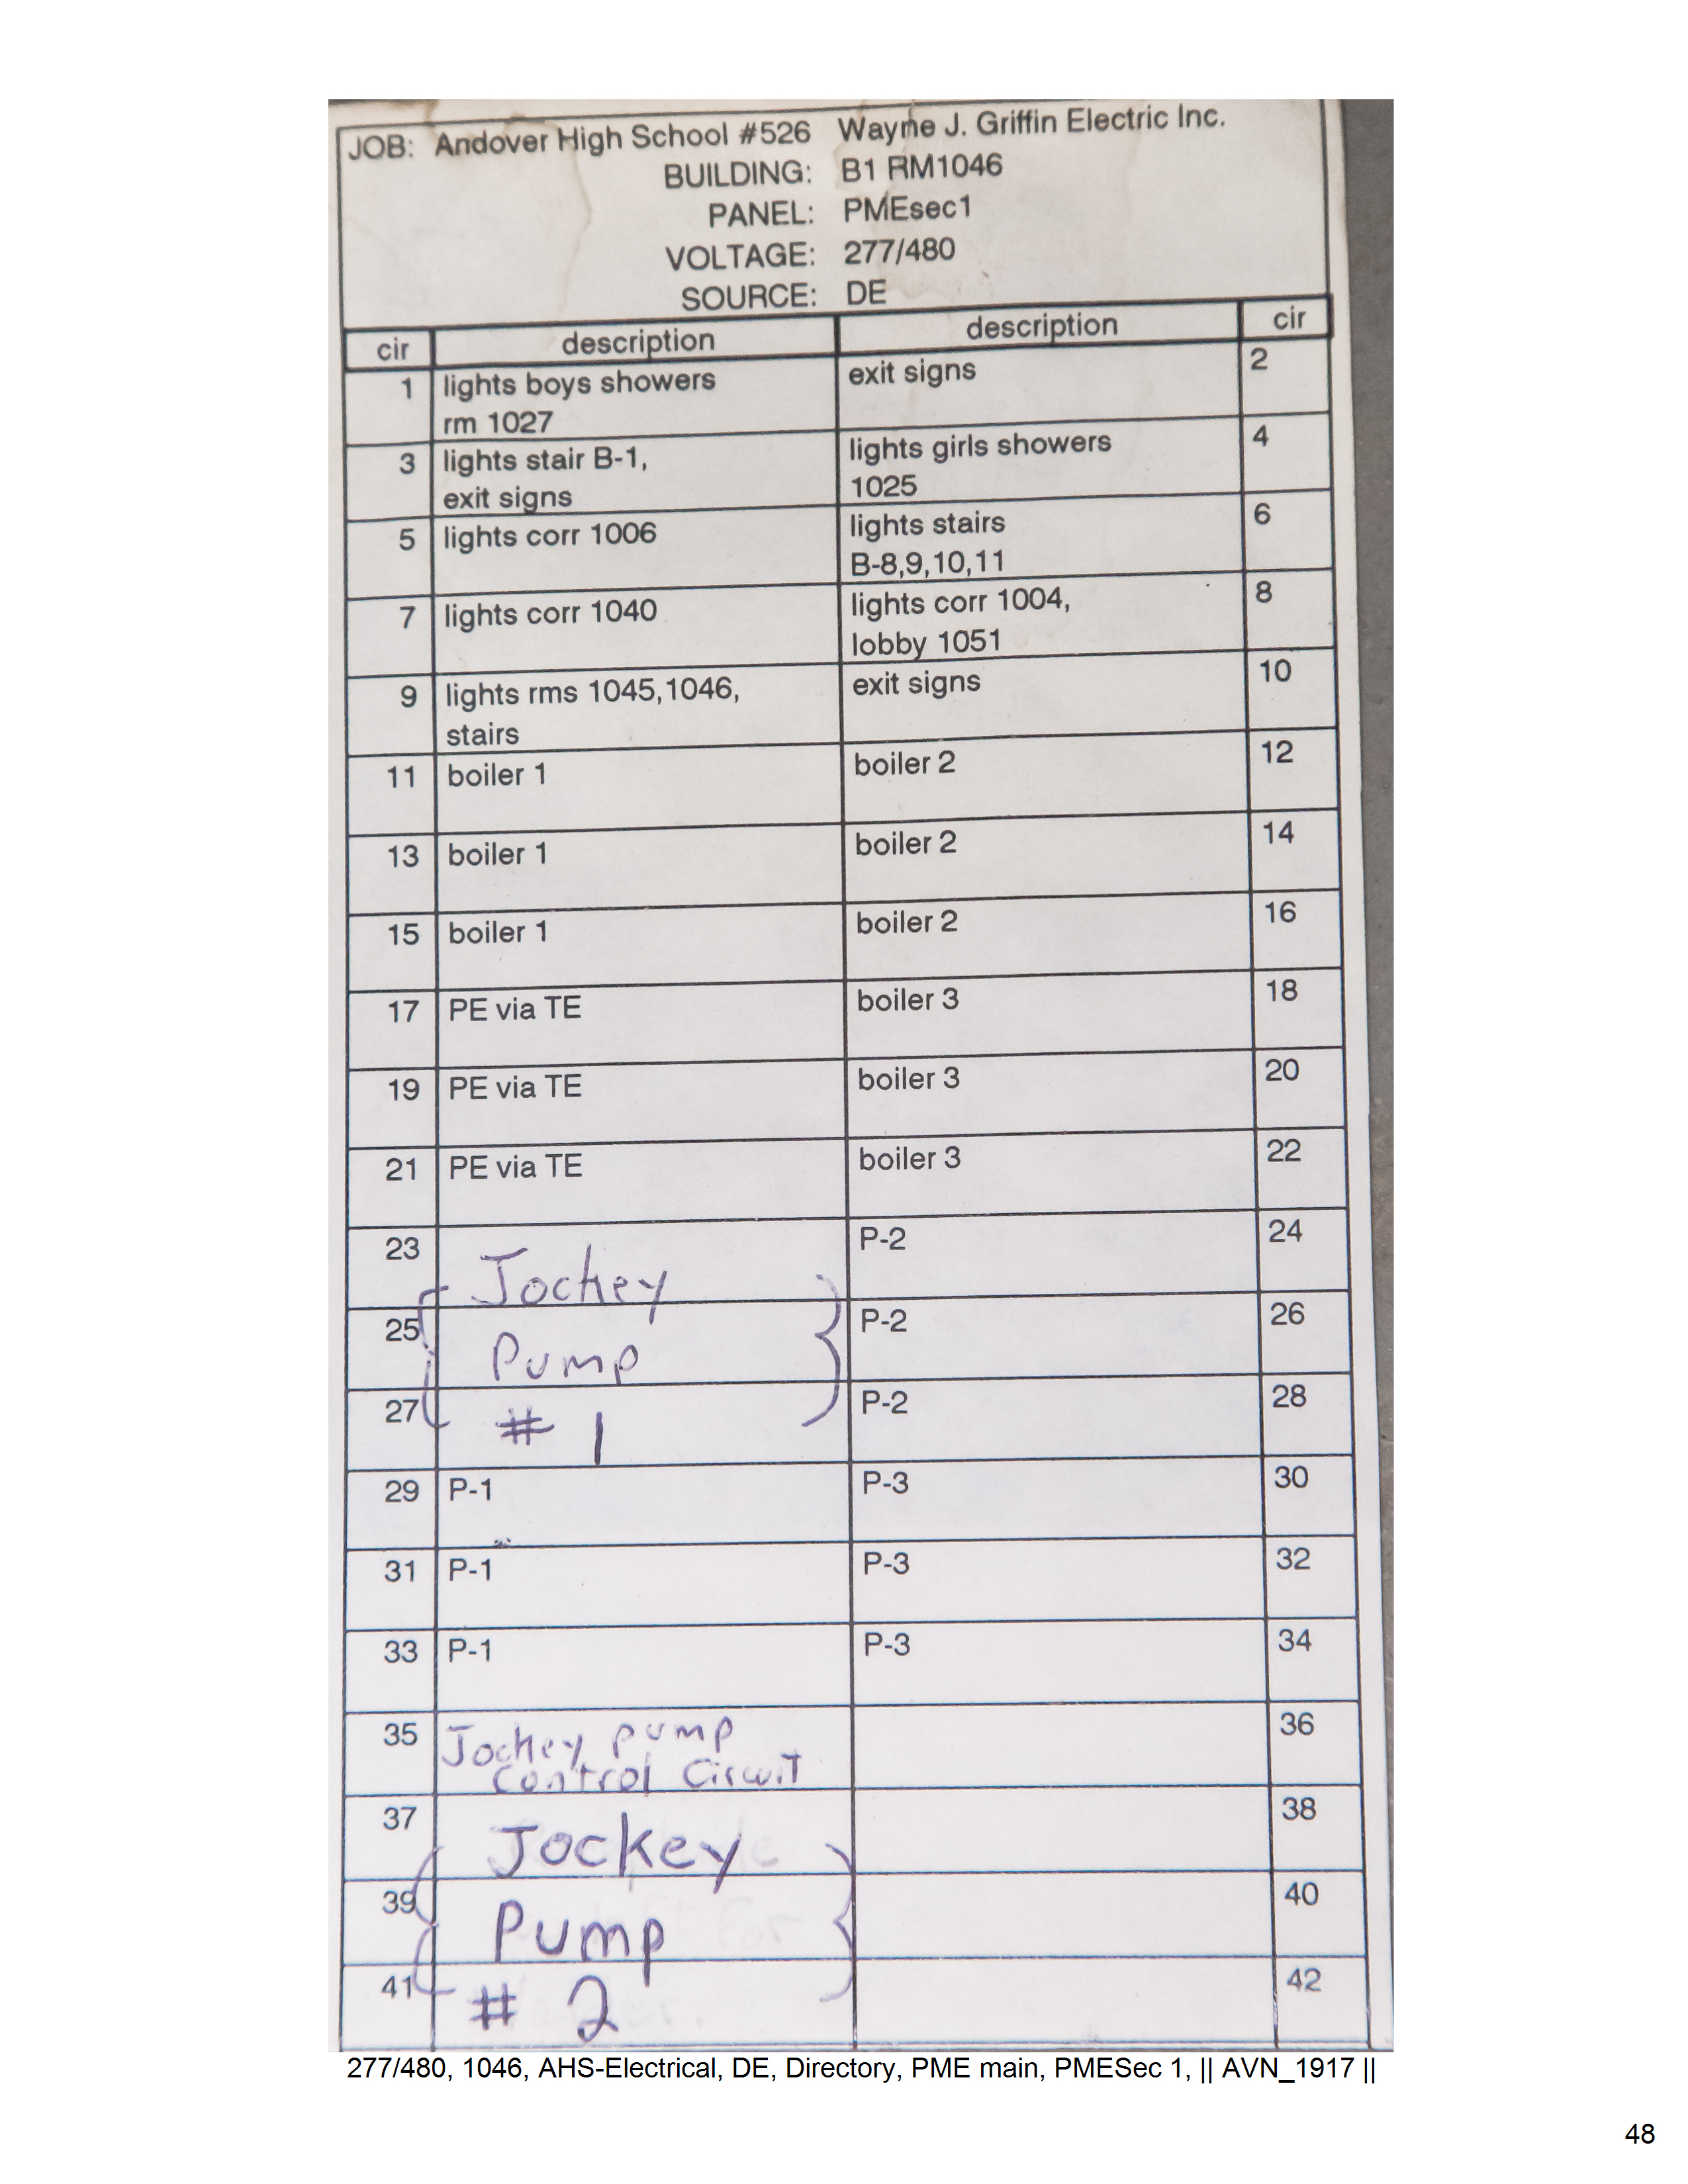 JOB: Andover High School #526 Wayne J. Griffin Electric Inc.
BUILDING: B1 RM1046
PANEL: PMEsec1
VOLTAGE: 277/480
SOURCE: DE
cir description description cir
1 lights boys showers exit signs 2
rm 1027
3 lights stair B-1, lights girls showers 4
exit signs 1025
5 lights corr 1006 lights stairs 6
B-8,9,10,11
7 lights corr 1040 lights corr 1004, 8
lobby 1051
9 lights rms 1045,1046, exit signs 10
stairs
11 boiler 1 boiler 2 12
13 boiler 1 boiler 2 14
15 boiler 1 boiler 2 16
17 PE via TE boiler 3 18
19 PE via TE boiler 3 20
21 PE via TE boiler 3 22
23 Jockey P-2 24
25 Pump P-2 26
27 # 1 P-2 28
29 P-1 P-3 30
31 P-1 P-3 32
33 P-1 P-3 34
35 Jockey pump 36
control circuit
37 Jockey 38
39 Pump 40
41 # 2 42
277/480, 1046, AHS-Electrical, DE, Directory, PME main, PMESec 1, || AVN_1917 ||
48